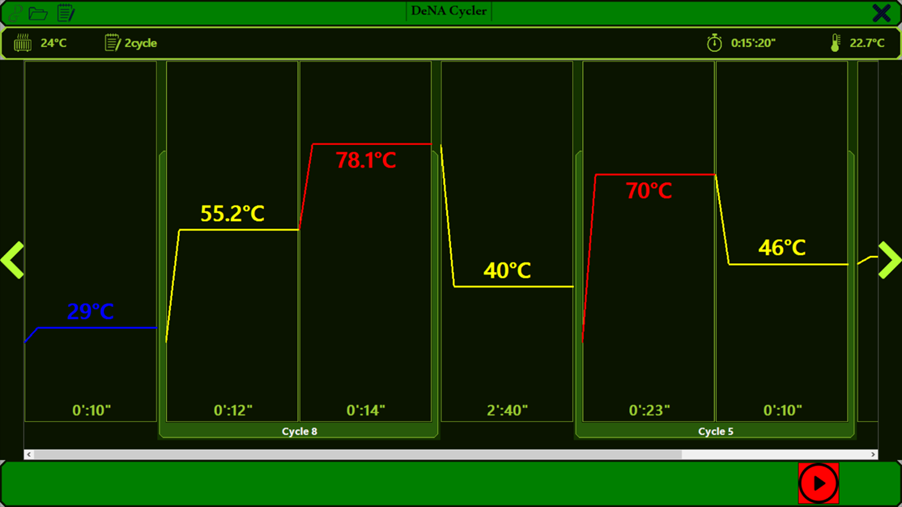 DeNA Cycler
24°C 2cycle 0:15':20" 22.7°C
29°C
55.2°C
78.1°C
40°C
70°C
46°C
0':10" 0':12" 0':14" 2':40" 0':23" 0':10"
Cycle 8 Cycle 5